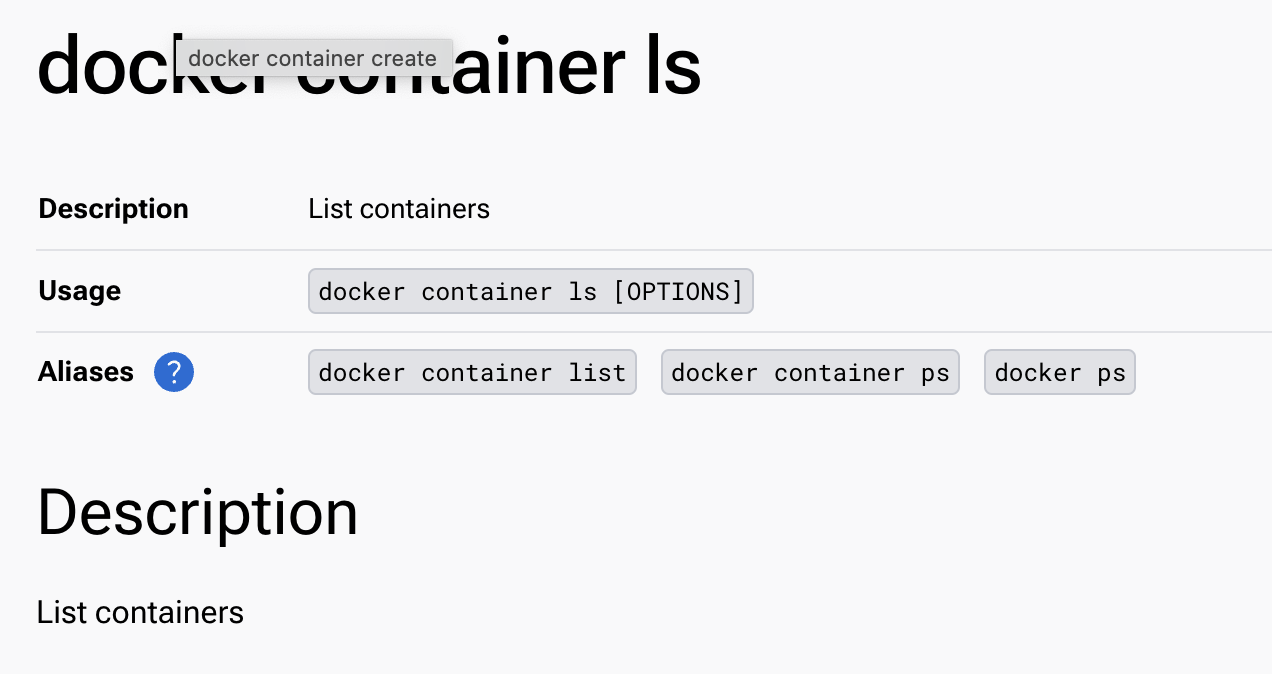 docker container ls
docker container create
Description List containers
Usage docker container ls [OPTIONS]
Aliases ? docker container list docker container ps docker ps
Description
List containers